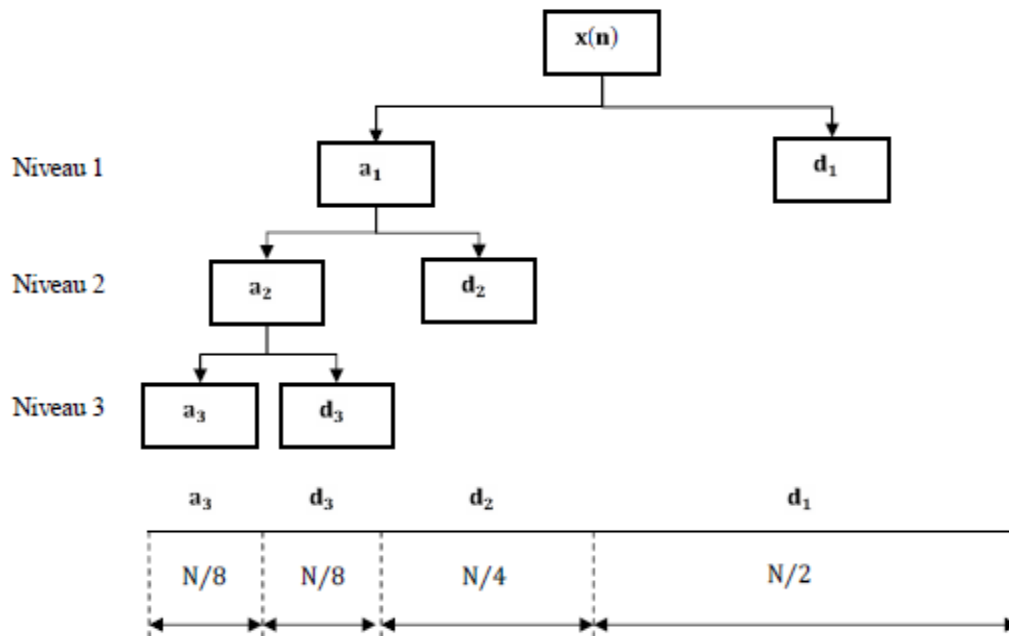 x(n)
Niveau 1
a₁
d₁
Niveau 2
a₂
d₂
Niveau 3
a₃
d₃
a₃ d₃ d₂ d₁
N/8 N/8 N/4 N/2